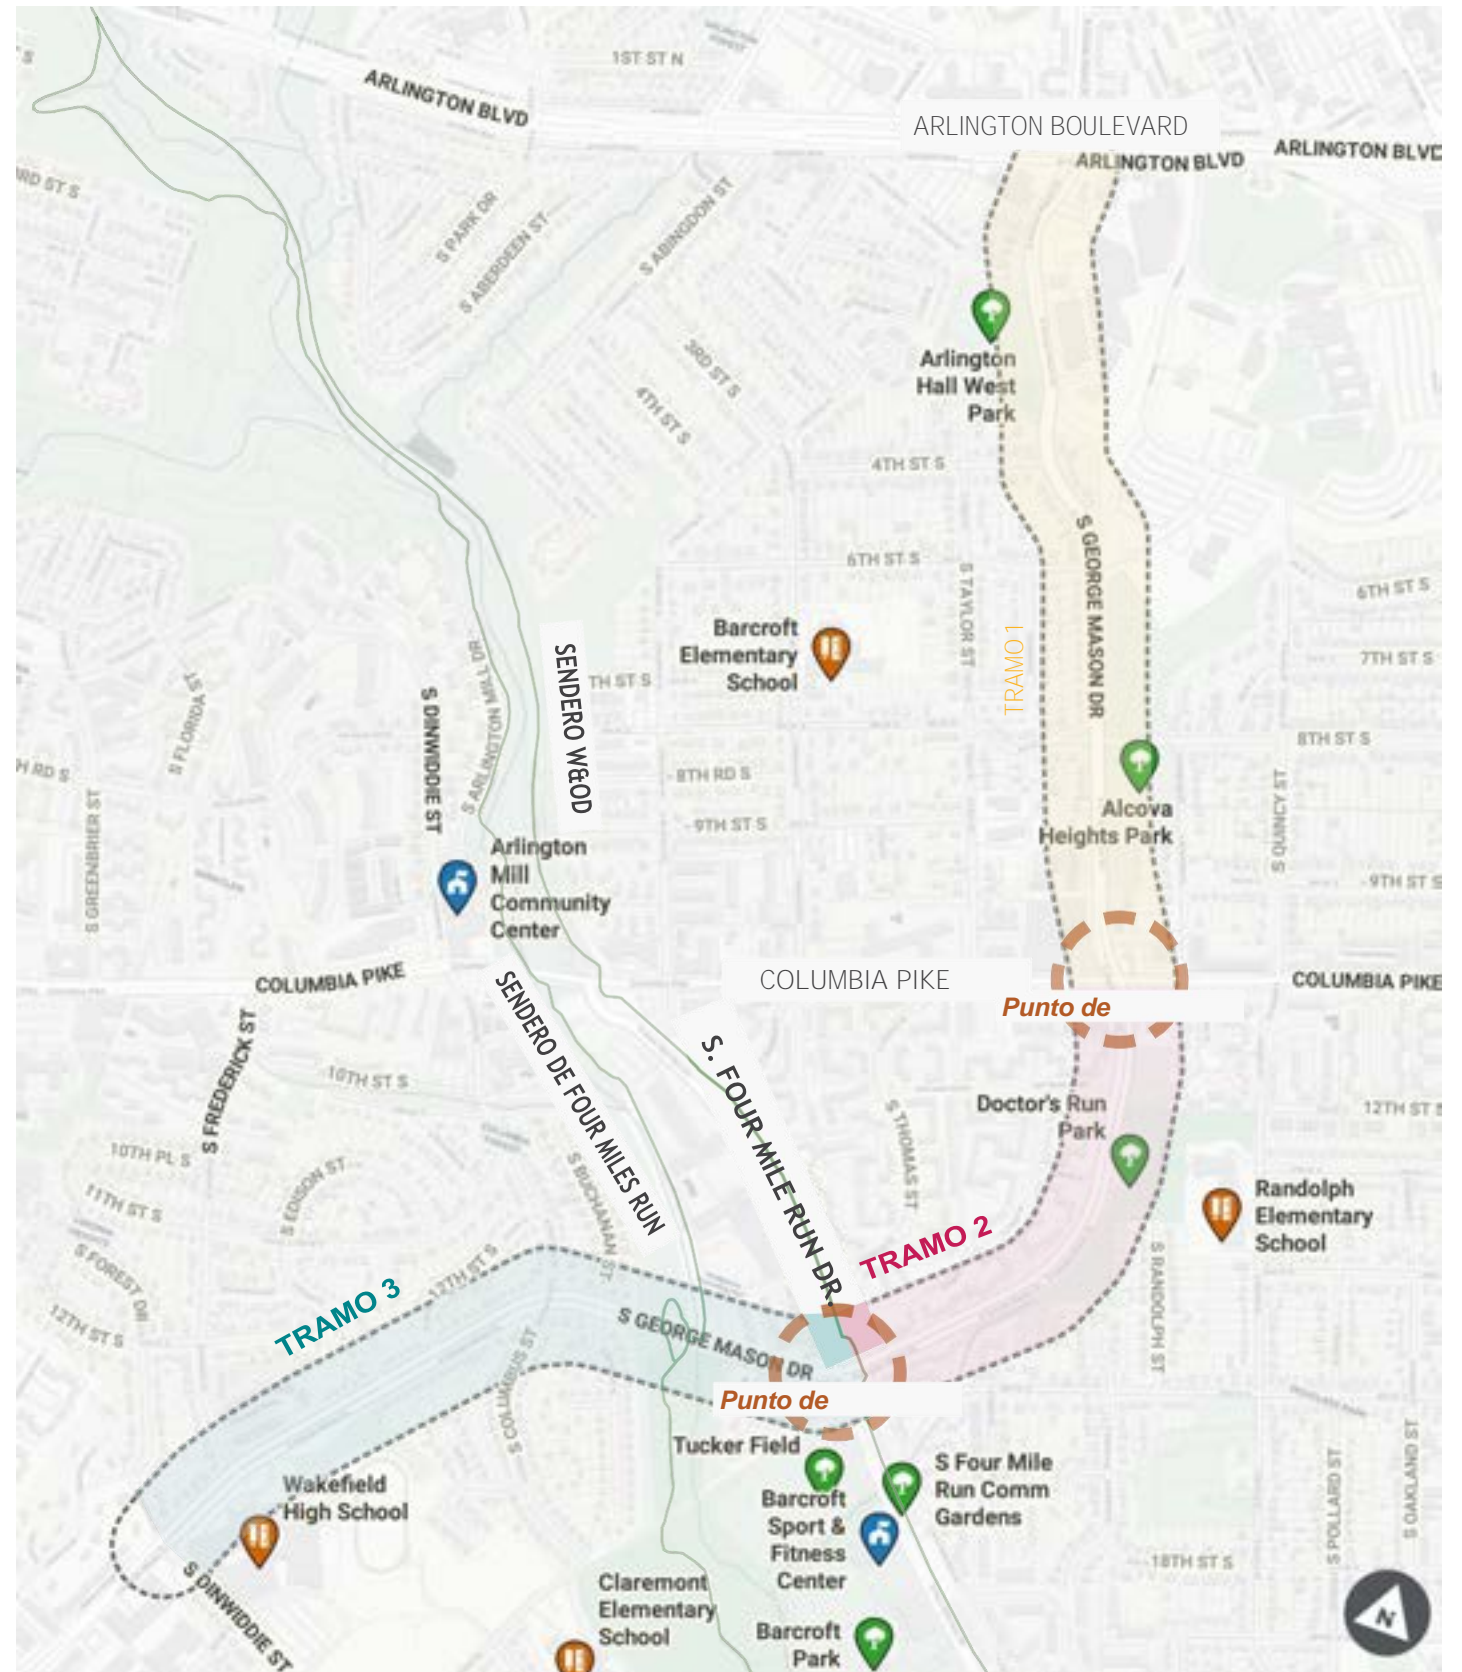 1ST ST N
ARLINGTON BLVD
ARLINGTON BOULEVARD
ARLINGTON BLVD
ARLINGTON BLVD
RD ST S
S PARK DR
S ABERDEEN ST
S ABINGDON ST
3RD ST S
4TH ST S
Arlington
Hall West
Park
4TH ST S
S GEORGE MASON DR
6TH ST S
S TAYLOR ST
6TH ST S
TRAMO 1
Barcroft
Elementary
School
7TH ST S
TH ST S
SENDERO W&OD
S ARLINGTON MILL DR
S DINWIDDIE ST
S FLORIDA ST
H RD S
8TH RD S
9TH ST S
8TH ST S
Alcova
Heights Park
S QUINCY ST
S GREENBRIER ST
Arlington
Mill
Community
Center
9TH ST S
COLUMBIA PIKE
COLUMBIA PIKE
COLUMBIA PIKE
Punto de
SENDERO DE FOUR MILES RUN
S. FOUR MILE RUN DR.
S FREDERICK ST
10TH ST S
Doctor's Run
Park
S THOMAS ST
12TH ST S
10TH PL S
11TH ST S
S EDISON ST
S BUCHANAN ST
Randolph
Elementary
School
TRAMO 2
S RANDOLPH ST
S FOREST DR
12TH ST S
12TH ST S
TRAMO 3
S GEORGE MASON DR
S COLUMBUS ST
Punto de
Tucker Field
S Four Mile
Run Comm
Gardens
Barcroft
Sport &
Fitness
Center
Wakefield
High School
S POLLARD ST
S OAKLAND ST
18TH ST S
S DINWIDDIE ST
Claremont
Elementary
School
Barcroft
Park
N